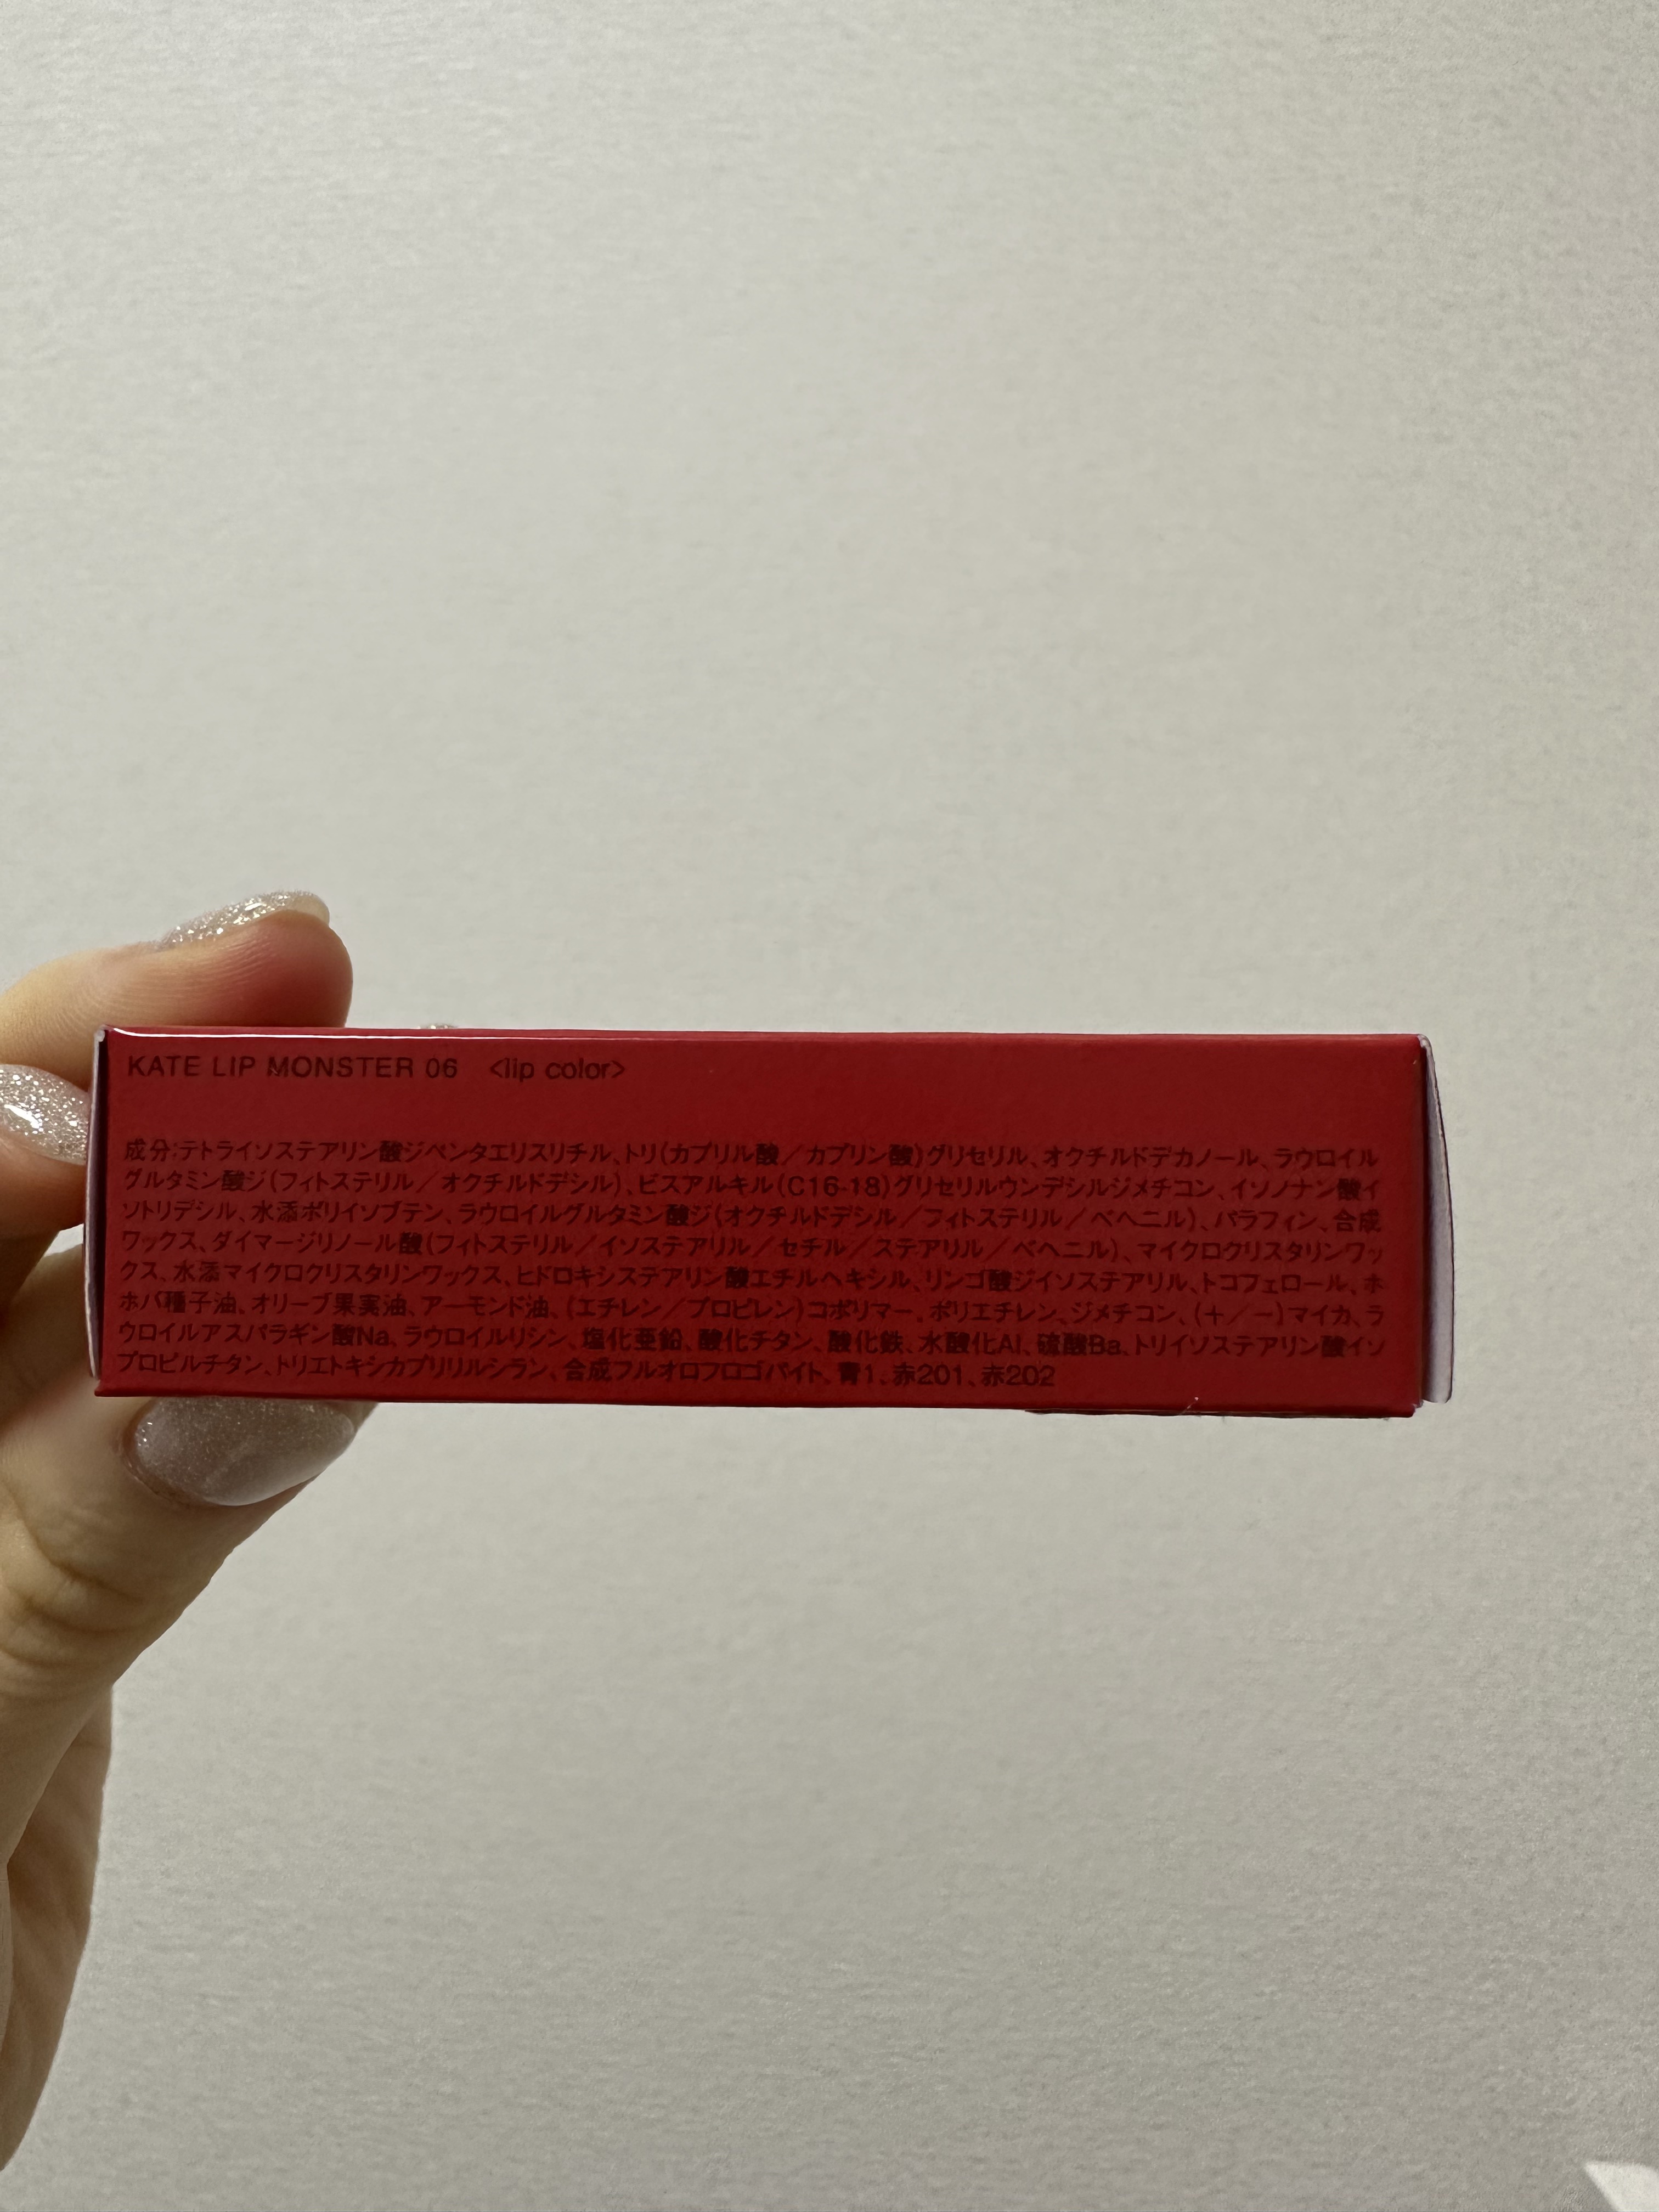 KATE LIP MONSTER 06 <lip color>
成分:テトライソステアリン酸ジペンタエリスリチル、トリ(カプリル酸/カプリン酸)グリセリル、オクチルドデカノール、ラウロイル
グルタミン酸ジ(フィトステリル/オクチルドデシル)、ビスアルキル(C16-18)グリセリルウンデシルジメチコン、イソノナン酸イ
ソトリデシル、水添ポリイソブテン、ラウロイルグルタミン酸ジ(オクチルドデシル/フィトステリル/ベヘニル)、パラフィン、合成
ワックス、ダイマージリノール酸(フィトステリル/イソステアリル/セチル/ステアリル/ベヘニル)、マイクロクリスタリンワッ
クス、水添マイクロクリスタリンワックス、ヒドロキシステアリン酸エチルヘキシル、リンゴ酸ジイソステアリル、トコフェロール、ホ
ホバ種子油、オリーブ果実油、アーモンド油、(エチレン/プロピレン)コポリマー、ポリエチレン、ジメチコン、(+/-)マイカ、ラ
ウロイルアスパラギン酸Na、ラウロイルリシン、塩化亜鉛、酸化チタン、酸化鉄、水酸化Al、硫酸Ba、トリイソステアリン酸イソ
プロピルチタン、トリエトキシカプリリルシラン、合成フルオロフロゴパイト、青1、赤201、赤202